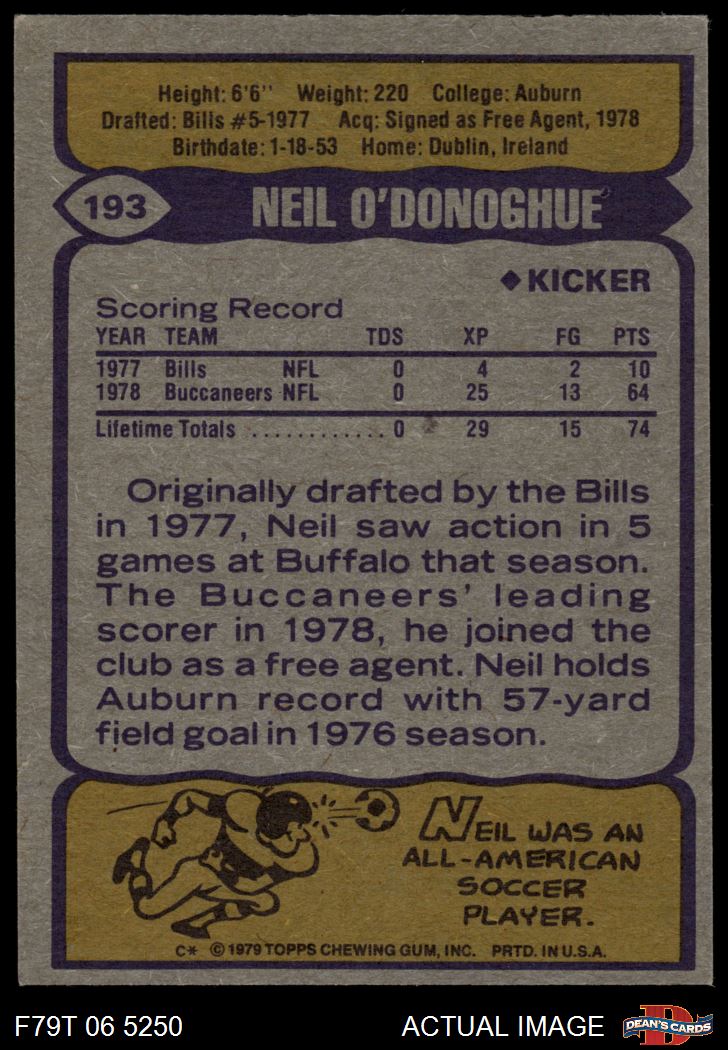 Height: 6'6" Weight: 220 College: Auburn
Drafted: Bills #5-1977 Acq: Signed as Free Agent, 1978
Birthdate: 1-18-53 Home: Dublin, Ireland
193 NEIL O'DONOGHUE
◆KICKER
Scoring Record
YEAR TEAM TDS XP FG PTS
1977 Bills NFL 0 4 2 10
1978 Buccaneers NFL 0 25 13 64
Lifetime Totals ............ 0 29 15 74
Originally drafted by the Bills
in 1977, Neil saw action in 5
games at Buffalo that season.
The Buccaneers' leading
scorer in 1978, he joined the
club as a free agent. Neil holds
Auburn record with 57-yard
field goal in 1976 season.
NEIL WAS AN
ALL-AMERICAN
SOCCER
PLAYER.
C* © 1979 TOPPS CHEWING GUM, INC. PRTD. IN U.S.A.
F79T 06 5250 ACTUAL IMAGE D DEAN'S CARDS